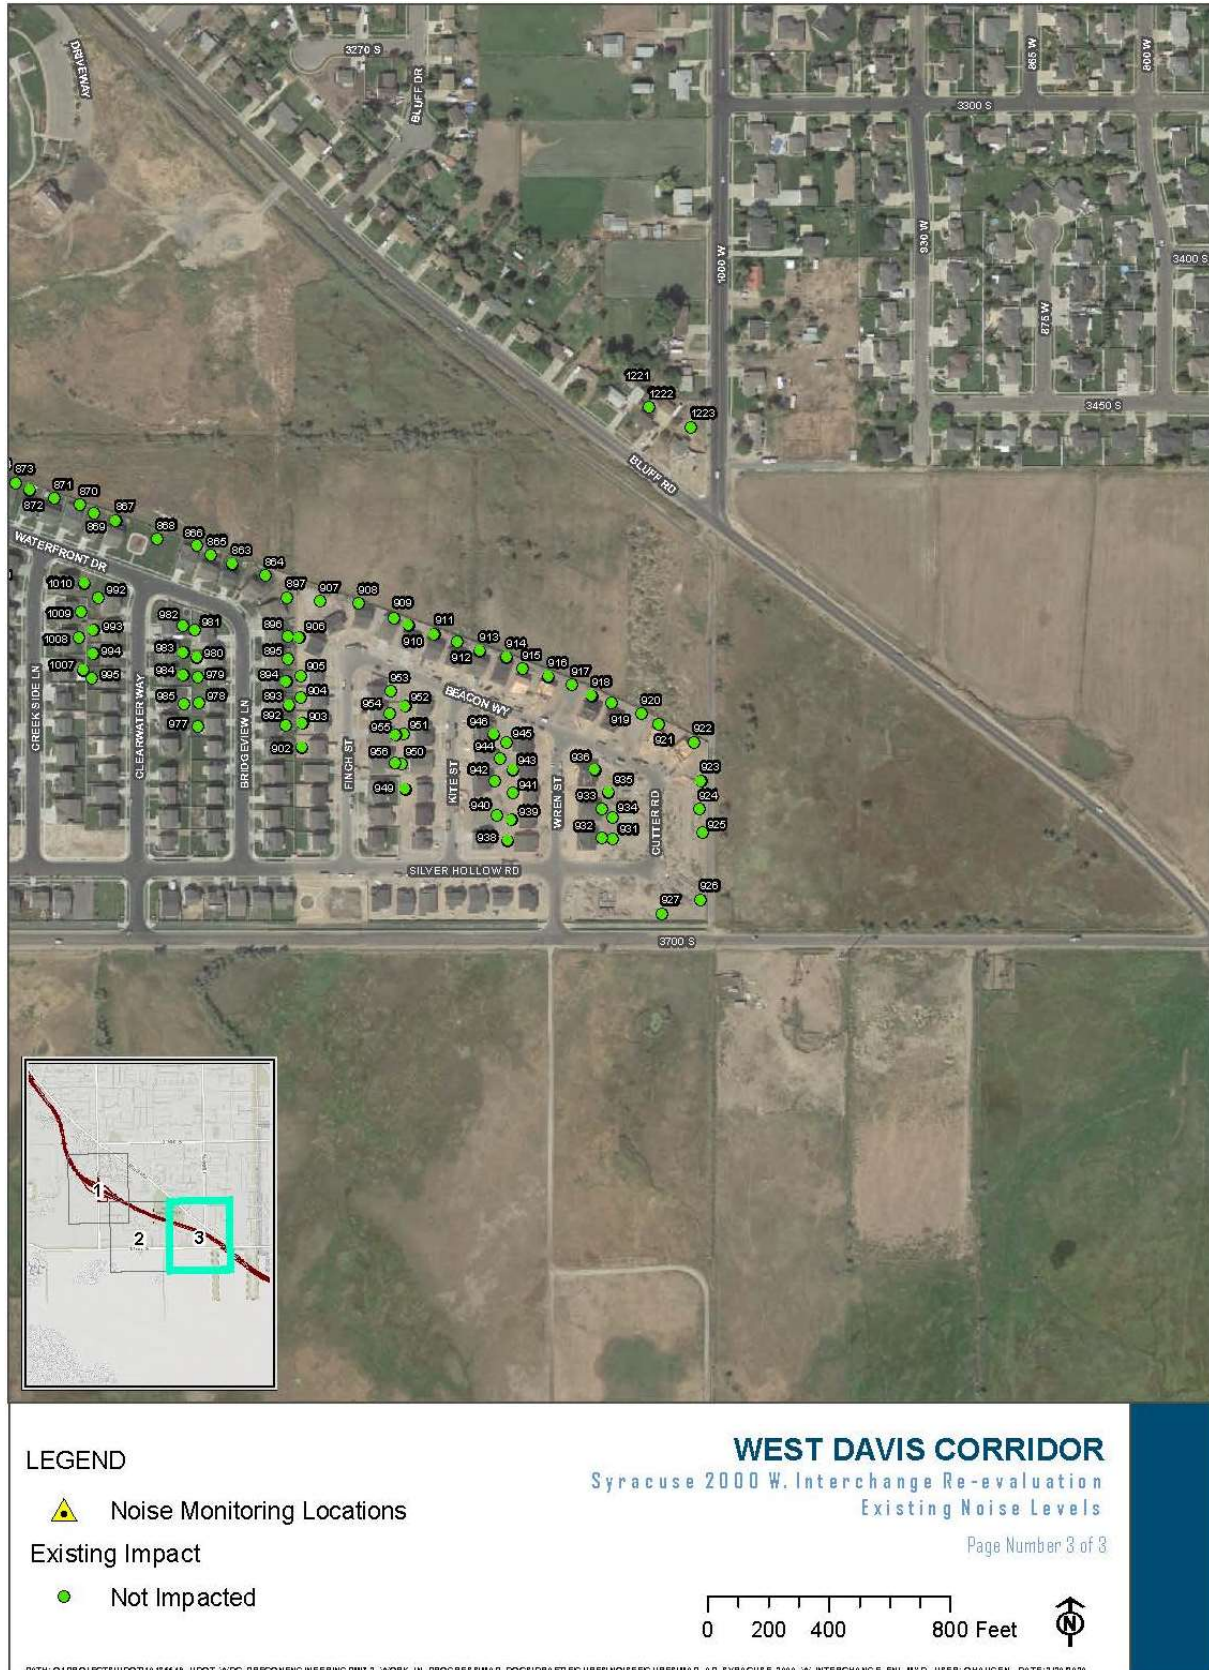 DRIVEWAY
3270 S
BLUFF DR
865 W
800 W
3300 S
1000 W
930 W
875 W
3400 S
3450 S
1221
1222
1223
BLUFF RD
873
872
871
870
869
867
868
866
865
863
864
WATERFRONT DR
897
907
908
909
910
911
912
913
914
915
916
917
918
919
920
921
922
923
924
925
926
927
1010
992
1009
993
1008
994
1007
995
982
981
983
980
984
979
985
978
977
896
906
895
905
894
904
893
903
892
902
953
952
954
951
955
956
950
949
BEACON WY
946
945
944
943
942
941
940
939
938
936
935
933
934
932
931
CREEK SIDE LN
CLEARWATER WAY
BRIDGEVIEW LN
FINCH ST
KITE ST
WREN ST
CUTTER RD
SILVER HOLLOW RD
3700 S
1
2
3
LEGEND
Noise Monitoring Locations
Existing Impact
Not Impacted
WEST DAVIS CORRIDOR
Syracuse 2000 W. Interchange Re-evaluation
Existing Noise Levels
Page Number 3 of 3
0 200 400 800 Feet
N